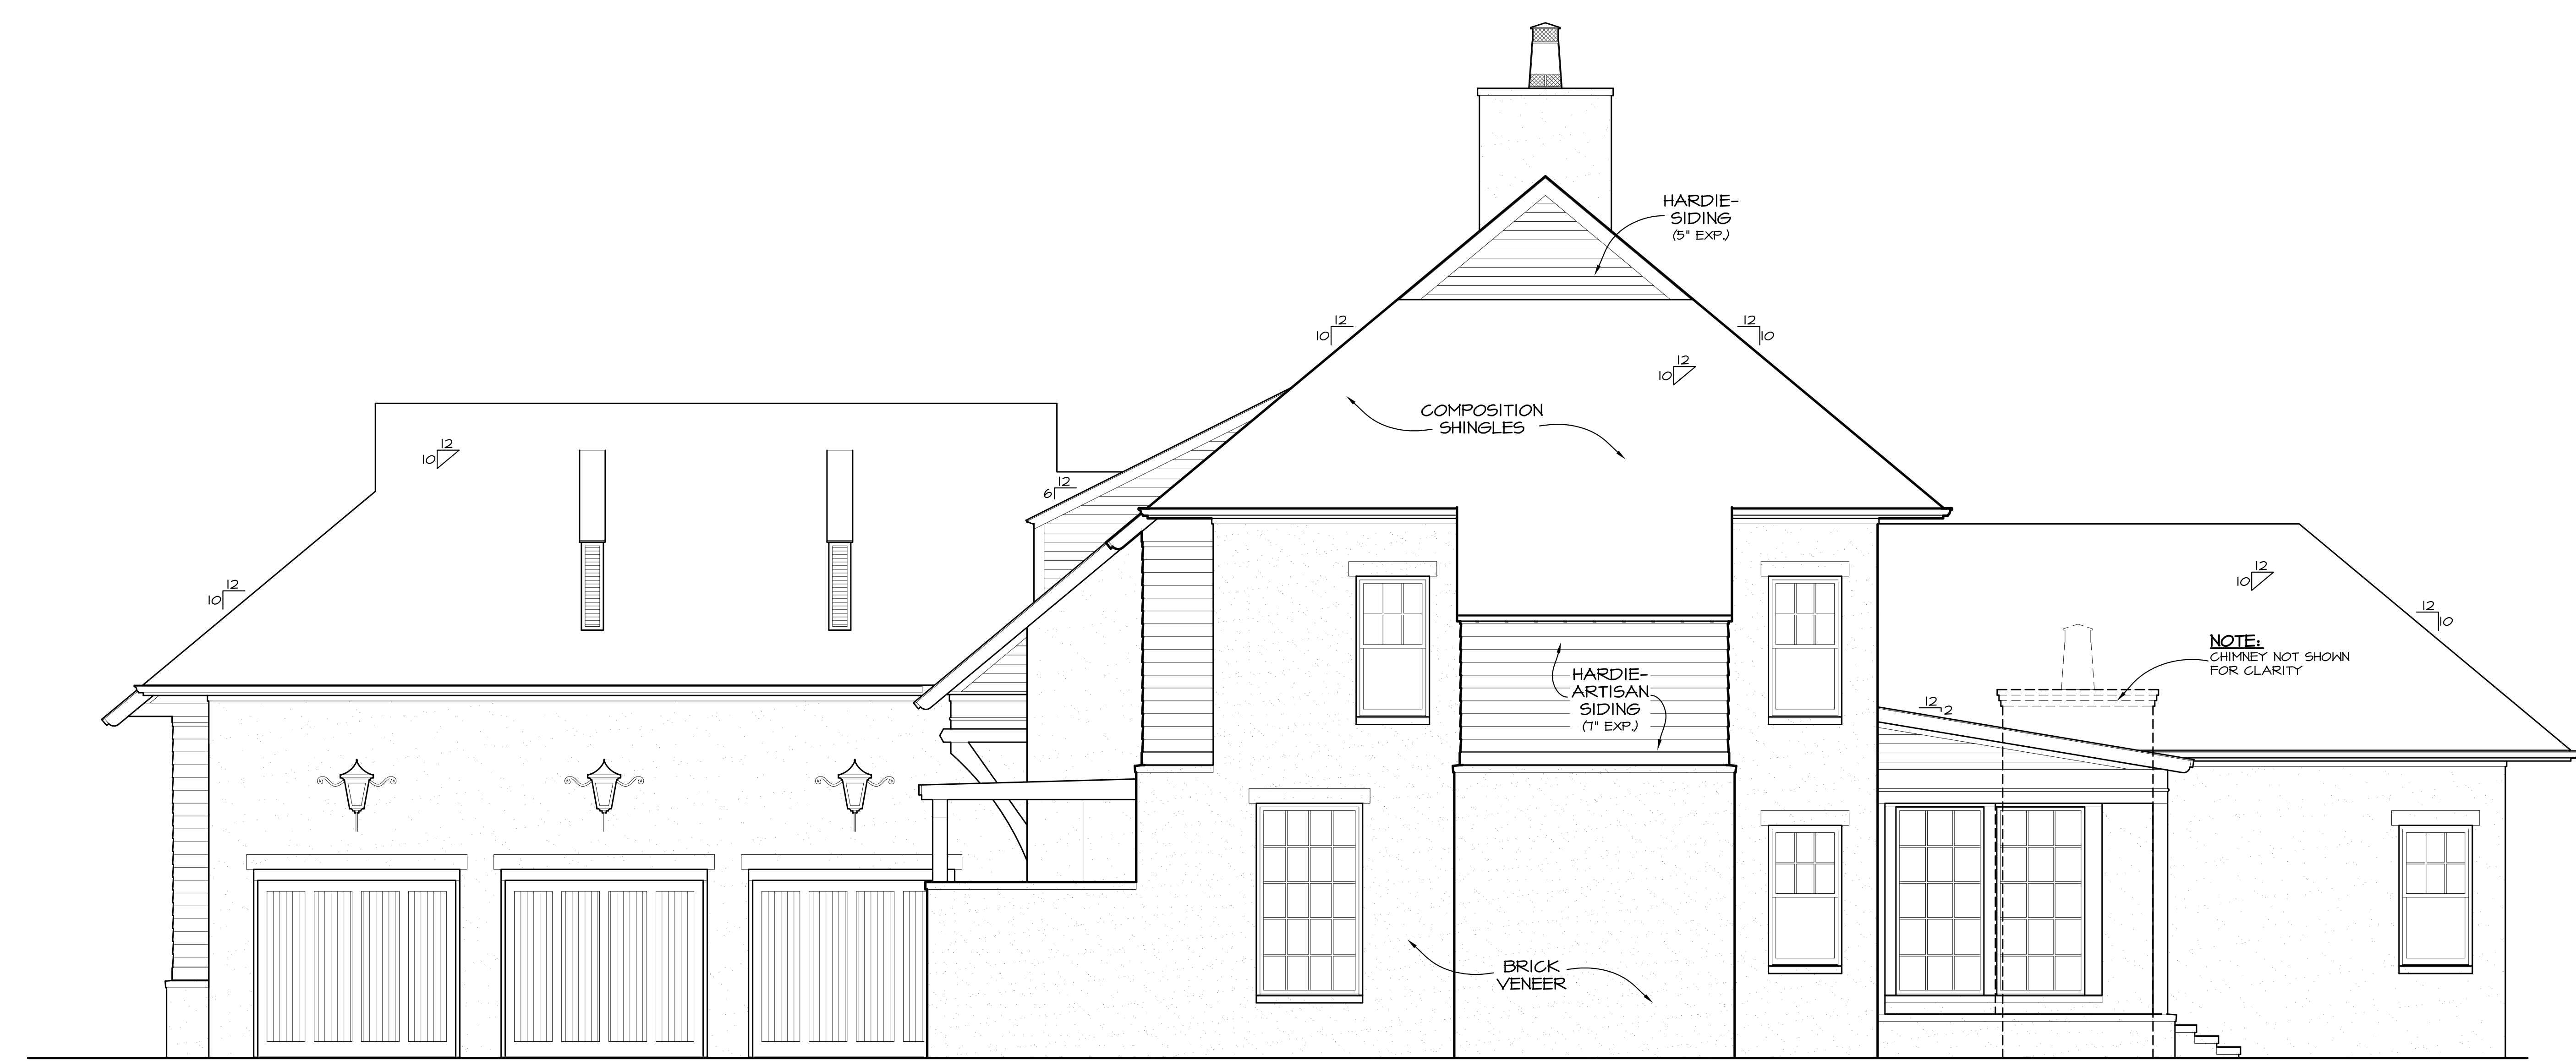 HARDIE-
SIDING
(5" EXP.)
12
10
12
10
12
10
COMPOSITION
SHINGLES
12
10
12
6
12
10
12
10
12
10
NOTE:
CHIMNEY NOT SHOWN
FOR CLARITY
HARDIE-
ARTISAN
SIDING
(7" EXP.)
12
2
BRICK
VENEER